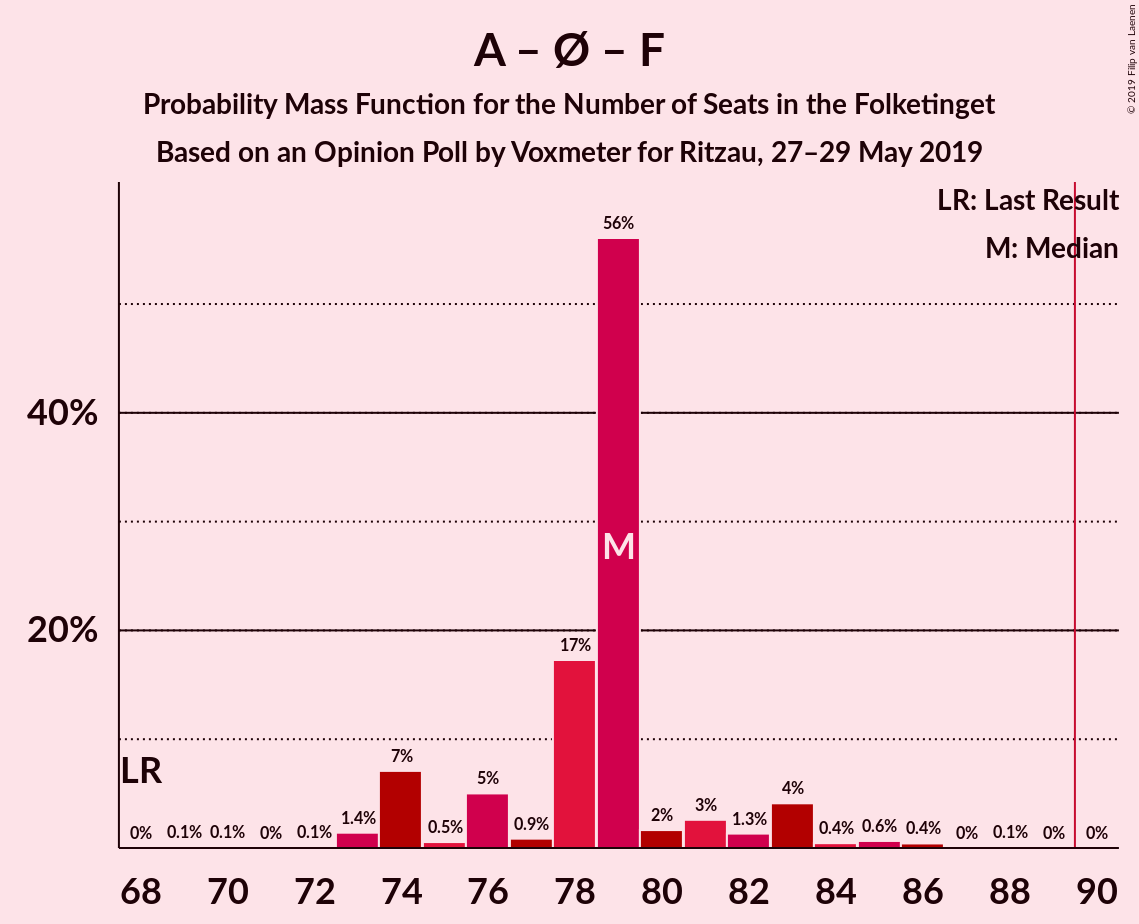 A – Ø – F
Probability Mass Function for the Number of Seats in the Folketinget
Based on an Opinion Poll by Voxmeter for Ritzau, 27–29 May 2019
© 2019 Filip van Laenen
LR: Last Result
M: Median
56%
40%
M
20%
17%
LR
7%
5%
4%
3%
2%
0% 0.1% 0.1% 0% 0.1% 1.4% 0.5% 0.9% 1.3% 0.4% 0.6% 0.4% 0% 0.1% 0% 0%
68 70 72 74 76 78 80 82 84 86 88 90